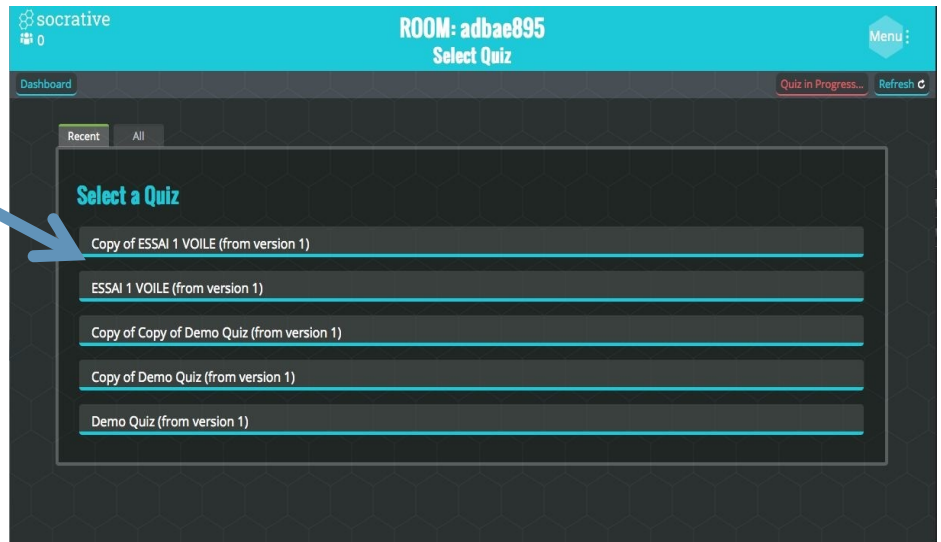 socrative
0
ROOM: adbae895
Select Quiz
Menu
Dashboard
Quiz in Progress...
Refresh
Recent
All
Select a Quiz
Copy of ESSAI 1 VOILE (from version 1)
ESSAI 1 VOILE (from version 1)
Copy of Copy of Demo Quiz (from version 1)
Copy of Demo Quiz (from version 1)
Demo Quiz (from version 1)